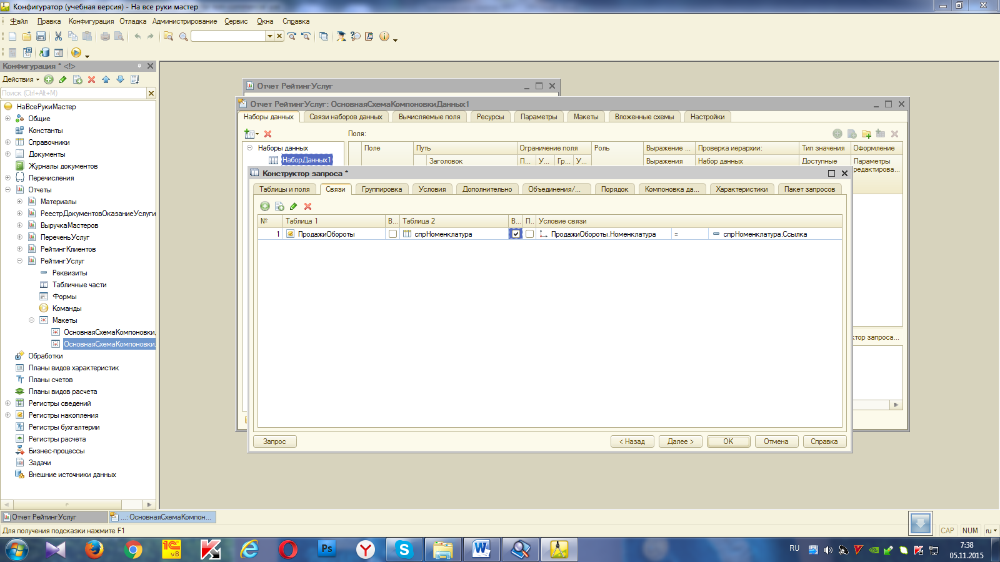 Конфигуратор (учебная версия) - На все руки мастер
Файл Правка Конфигурация Отладка Администрирование Сервис Окна Справка
Конфигурация * <!>
Действия
Поиск (Ctrl+Alt+M)
НаВсеРукиМастер
Общие
Константы
Справочники
Документы
Журналы документов
Перечисления
Отчеты
Материалы
РеестрДокументовОказаниеУслуги
ВыручкаМастеров
ПереченьУслуг
РейтингКлиентов
РейтингУслуг
Реквизиты
Табличные части
Формы
Команды
Макеты
ОсновнаяСхемаКомпоновки
ОсновнаяСхемаКомпоновки
Обработки
Планы видов характеристик
Планы счетов
Планы видов расчета
Регистры сведений
Регистры накопления
Регистры бухгалтерии
Регистры расчета
Бизнес-процессы
Задачи
Внешние источники данных
Отчет РейтингУслуг
Отчет РейтингУслуг: ОсновнаяСхемаКомпоновкиДанных1
Наборы данных Связи наборов данных Вычисляемые поля Ресурсы Параметры Макеты Вложенные схемы Настройки
Поля:
Наборы данных
НаборДанных1
Поле Путь Ограничение поля Роль Выражение ... Проверка иерархии: Тип значения Оформление
Заголовок П... У... Гр... У... Выражения Набор данных Доступные Параметры
редактирова...
Конструктор запроса *
Таблицы и поля Связи Группировка Условия Дополнительно Объединения/... Порядок Компоновка да... Характеристики Пакет запросов
№ Таблица 1 В... Таблица 2 В... П.. Условие связи
1 ПродажиОбороты спрНоменклатура ПродажиОбороты.Номенклатура = спрНоменклатура.Ссылка
тор запроса...
Запрос < Назад Далее > OK Отмена Справка
Отчет РейтингУслуг ...: ОсновнаяСхемаКомпон...
Для получения подсказки нажмите F1
CAP NUM ru
RU 7:38
05.11.2015